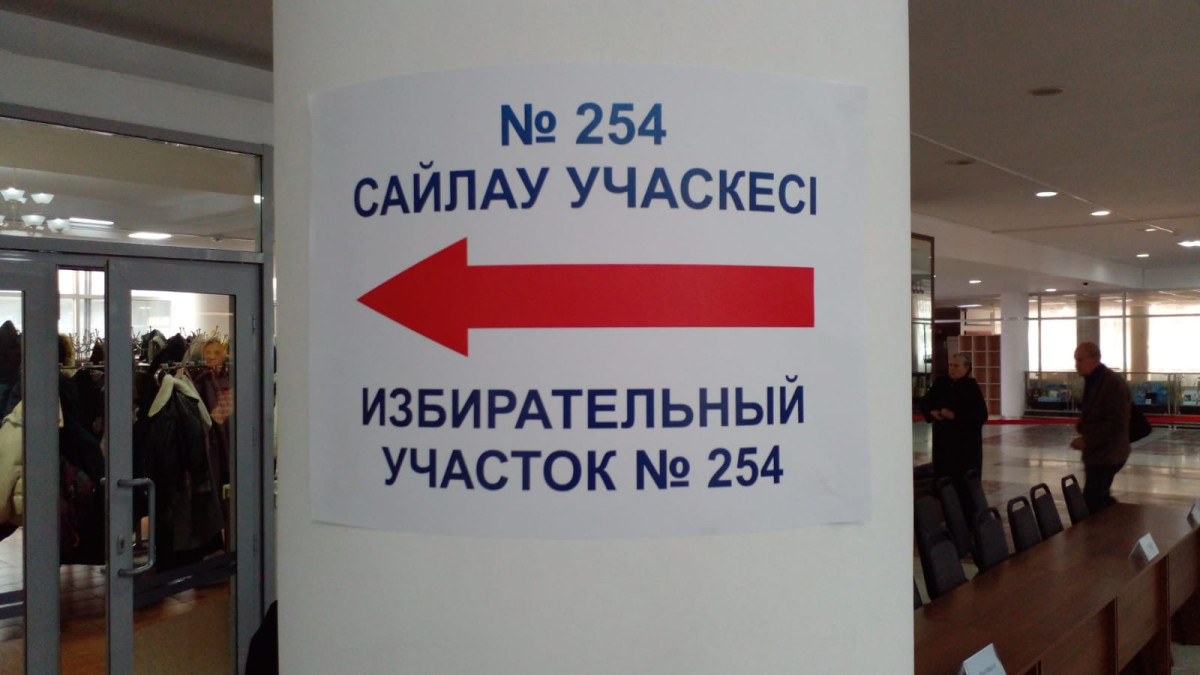 № 254
САЙЛАУ УЧАСКЕСІ
ИЗБИРАТЕЛЬНЫЙ
УЧАСТОК № 254